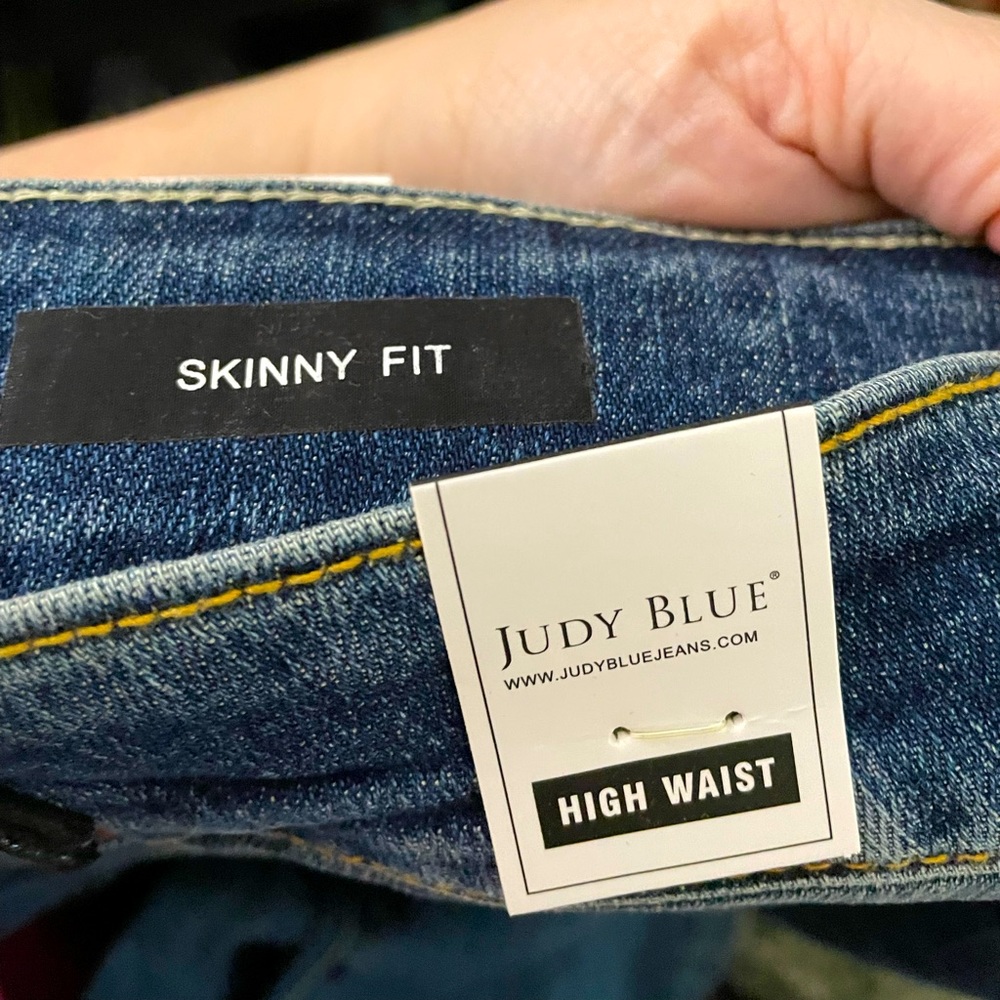 SKINNY FIT
JUDY BLUE®
WWW.JUDYBLUEJEANS.COM
HIGH WAIST